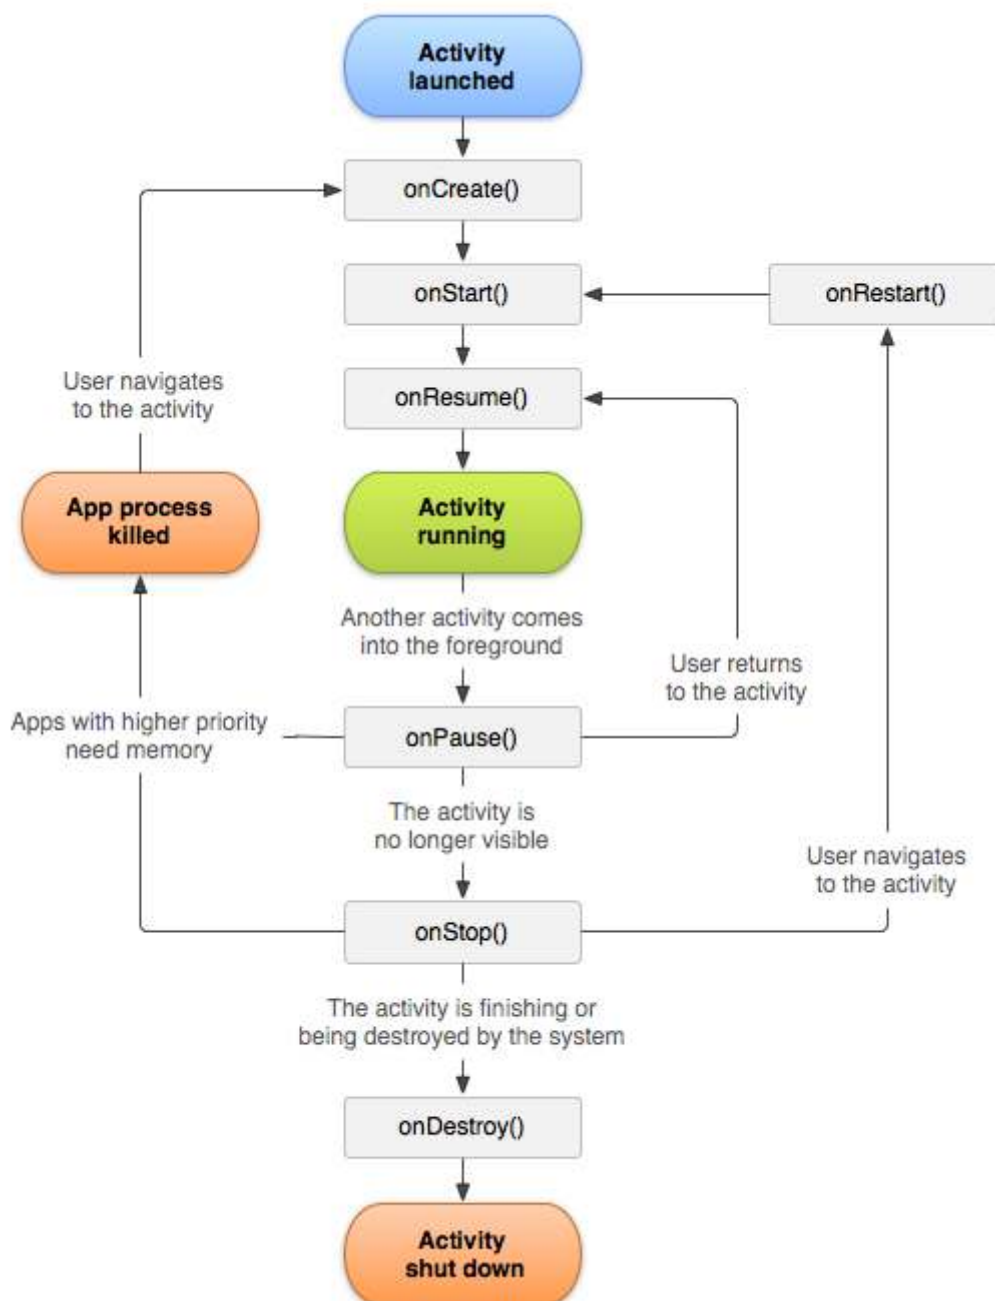 Activity
launched
onCreate()
onStart()
onRestart()
User navigates
to the activity
onResume()
App process
killed
Activity
running
Another activity comes
into the foreground
User returns
to the activity
Apps with higher priority
need memory
onPause()
The activity is
no longer visible
User navigates
to the activity
onStop()
The activity is finishing or
being destroyed by the system
onDestroy()
Activity
shut down